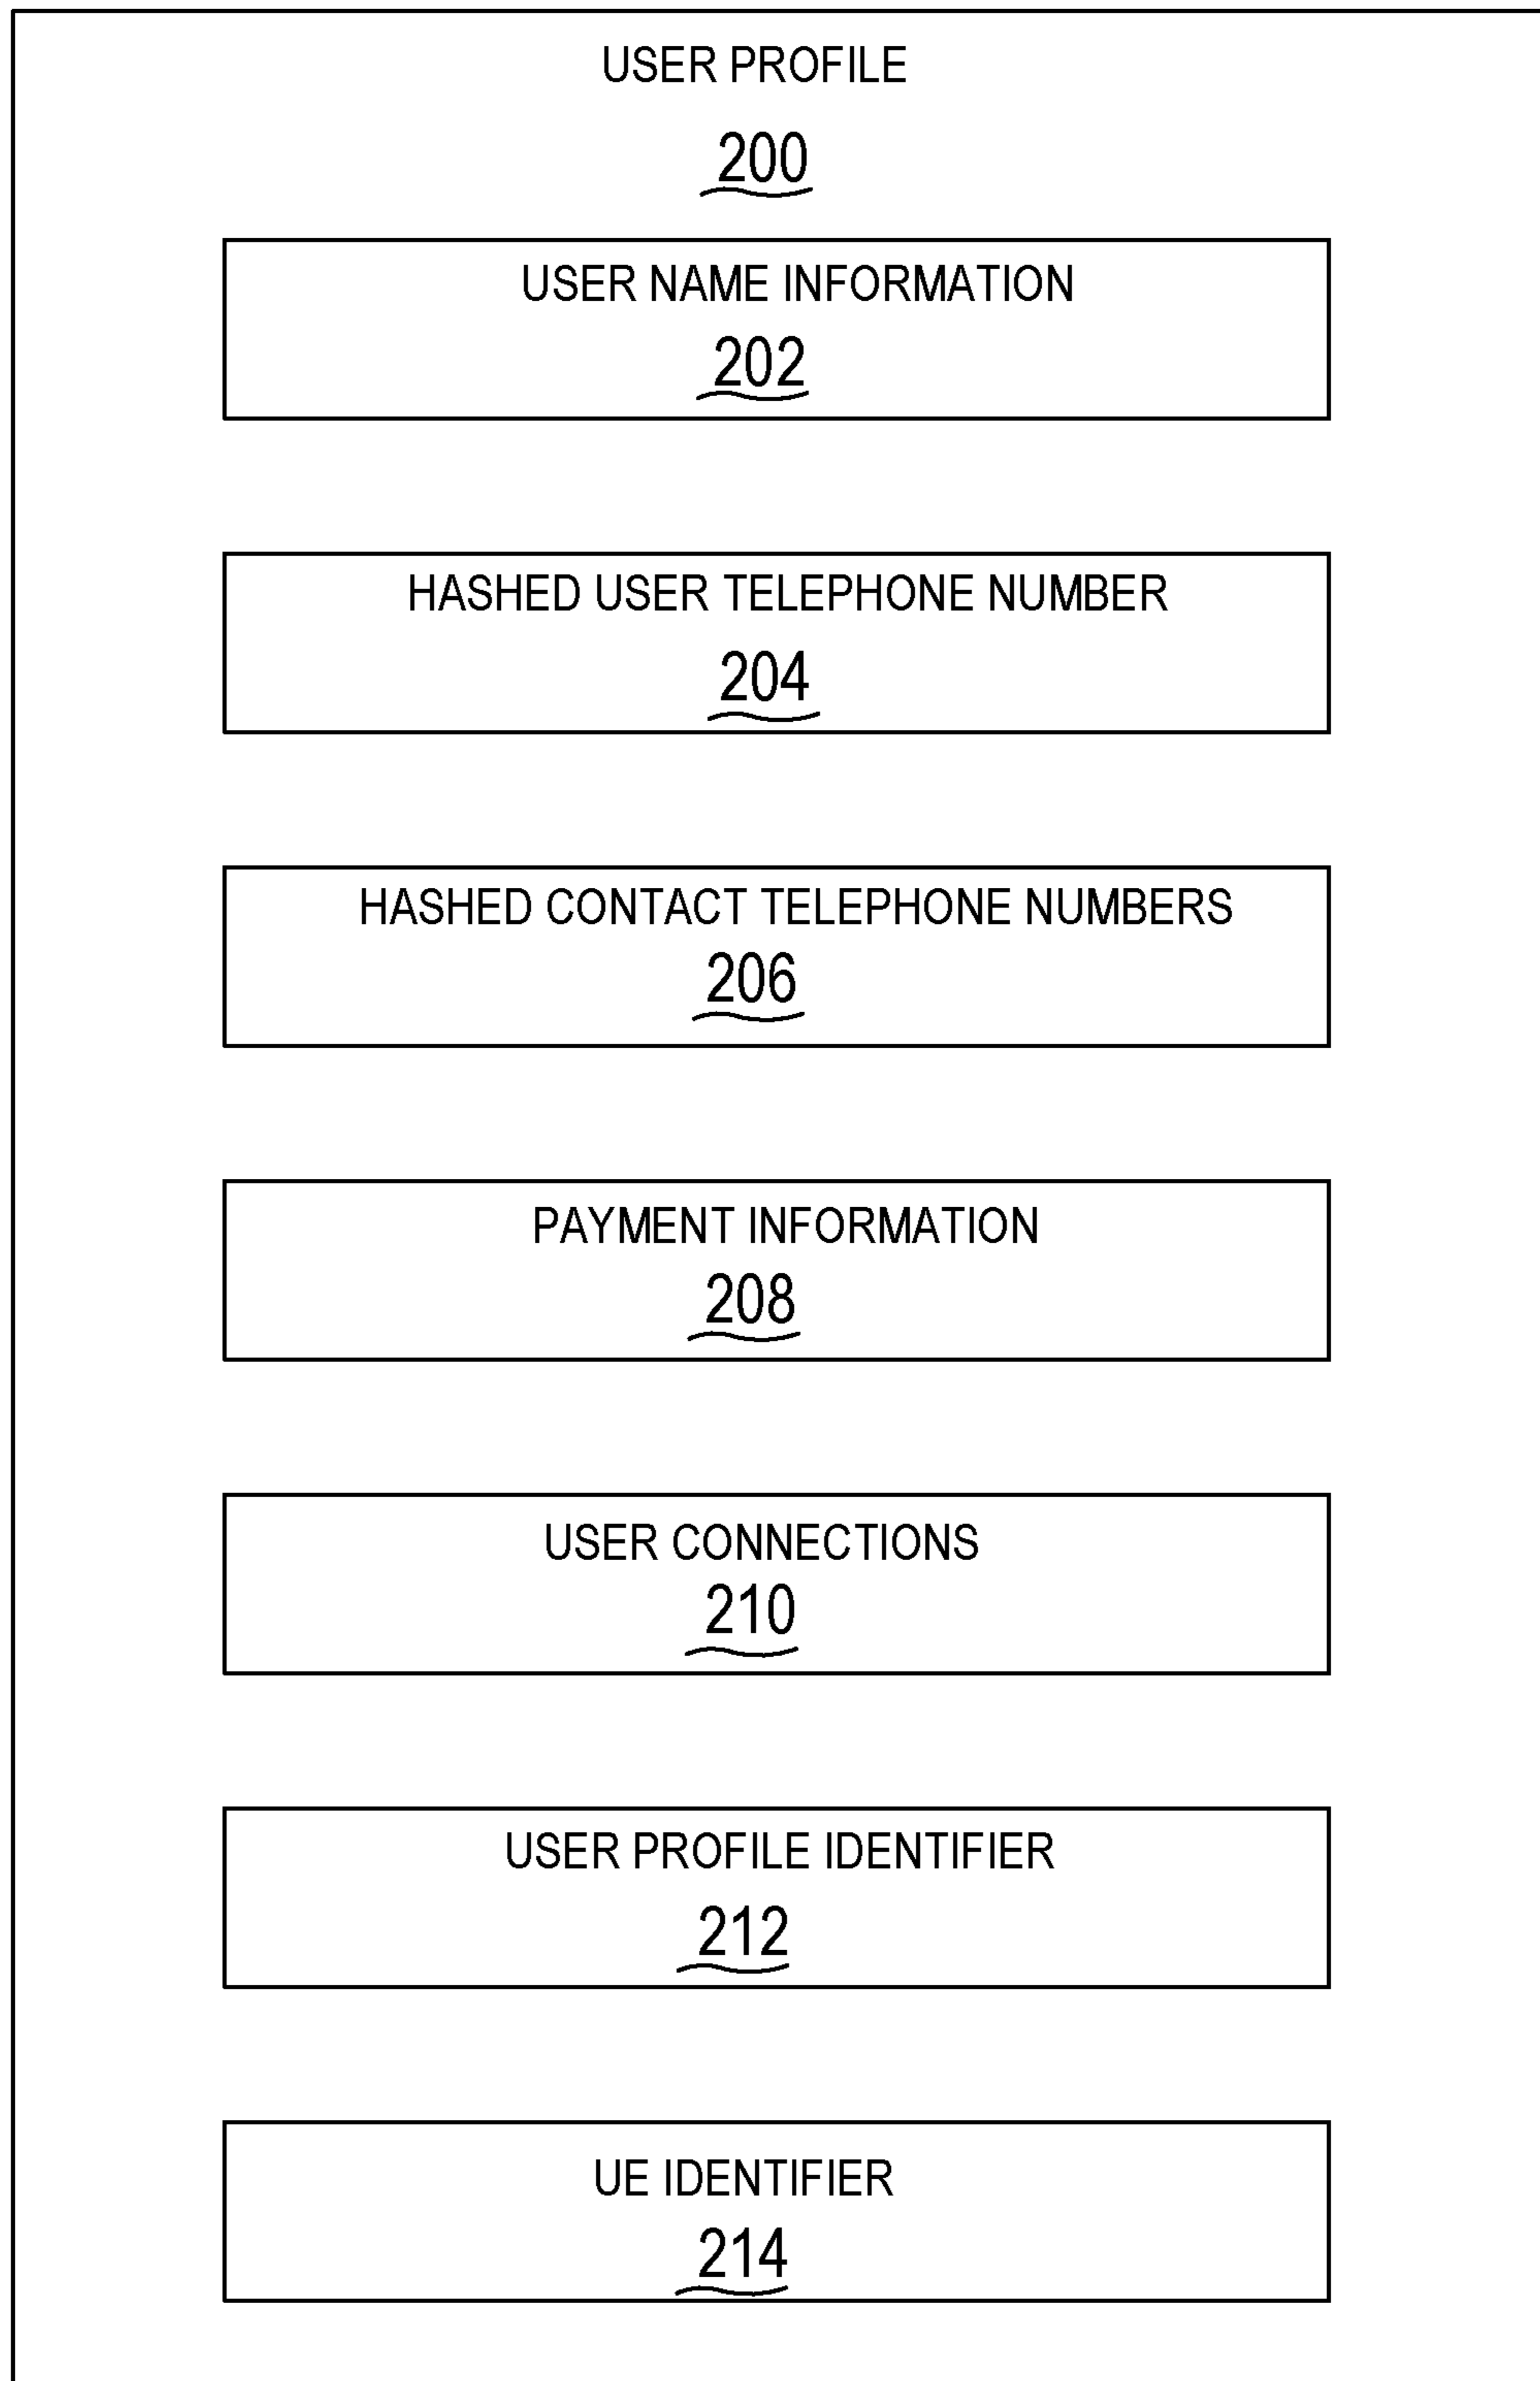 USER PROFILE
200
USER NAME INFORMATION
202
HASHED USER TELEPHONE NUMBER
204
HASHED CONTACT TELEPHONE NUMBERS
206
PAYMENT INFORMATION
208
USER CONNECTIONS
210
USER PROFILE IDENTIFIER
212
UE IDENTIFIER
214